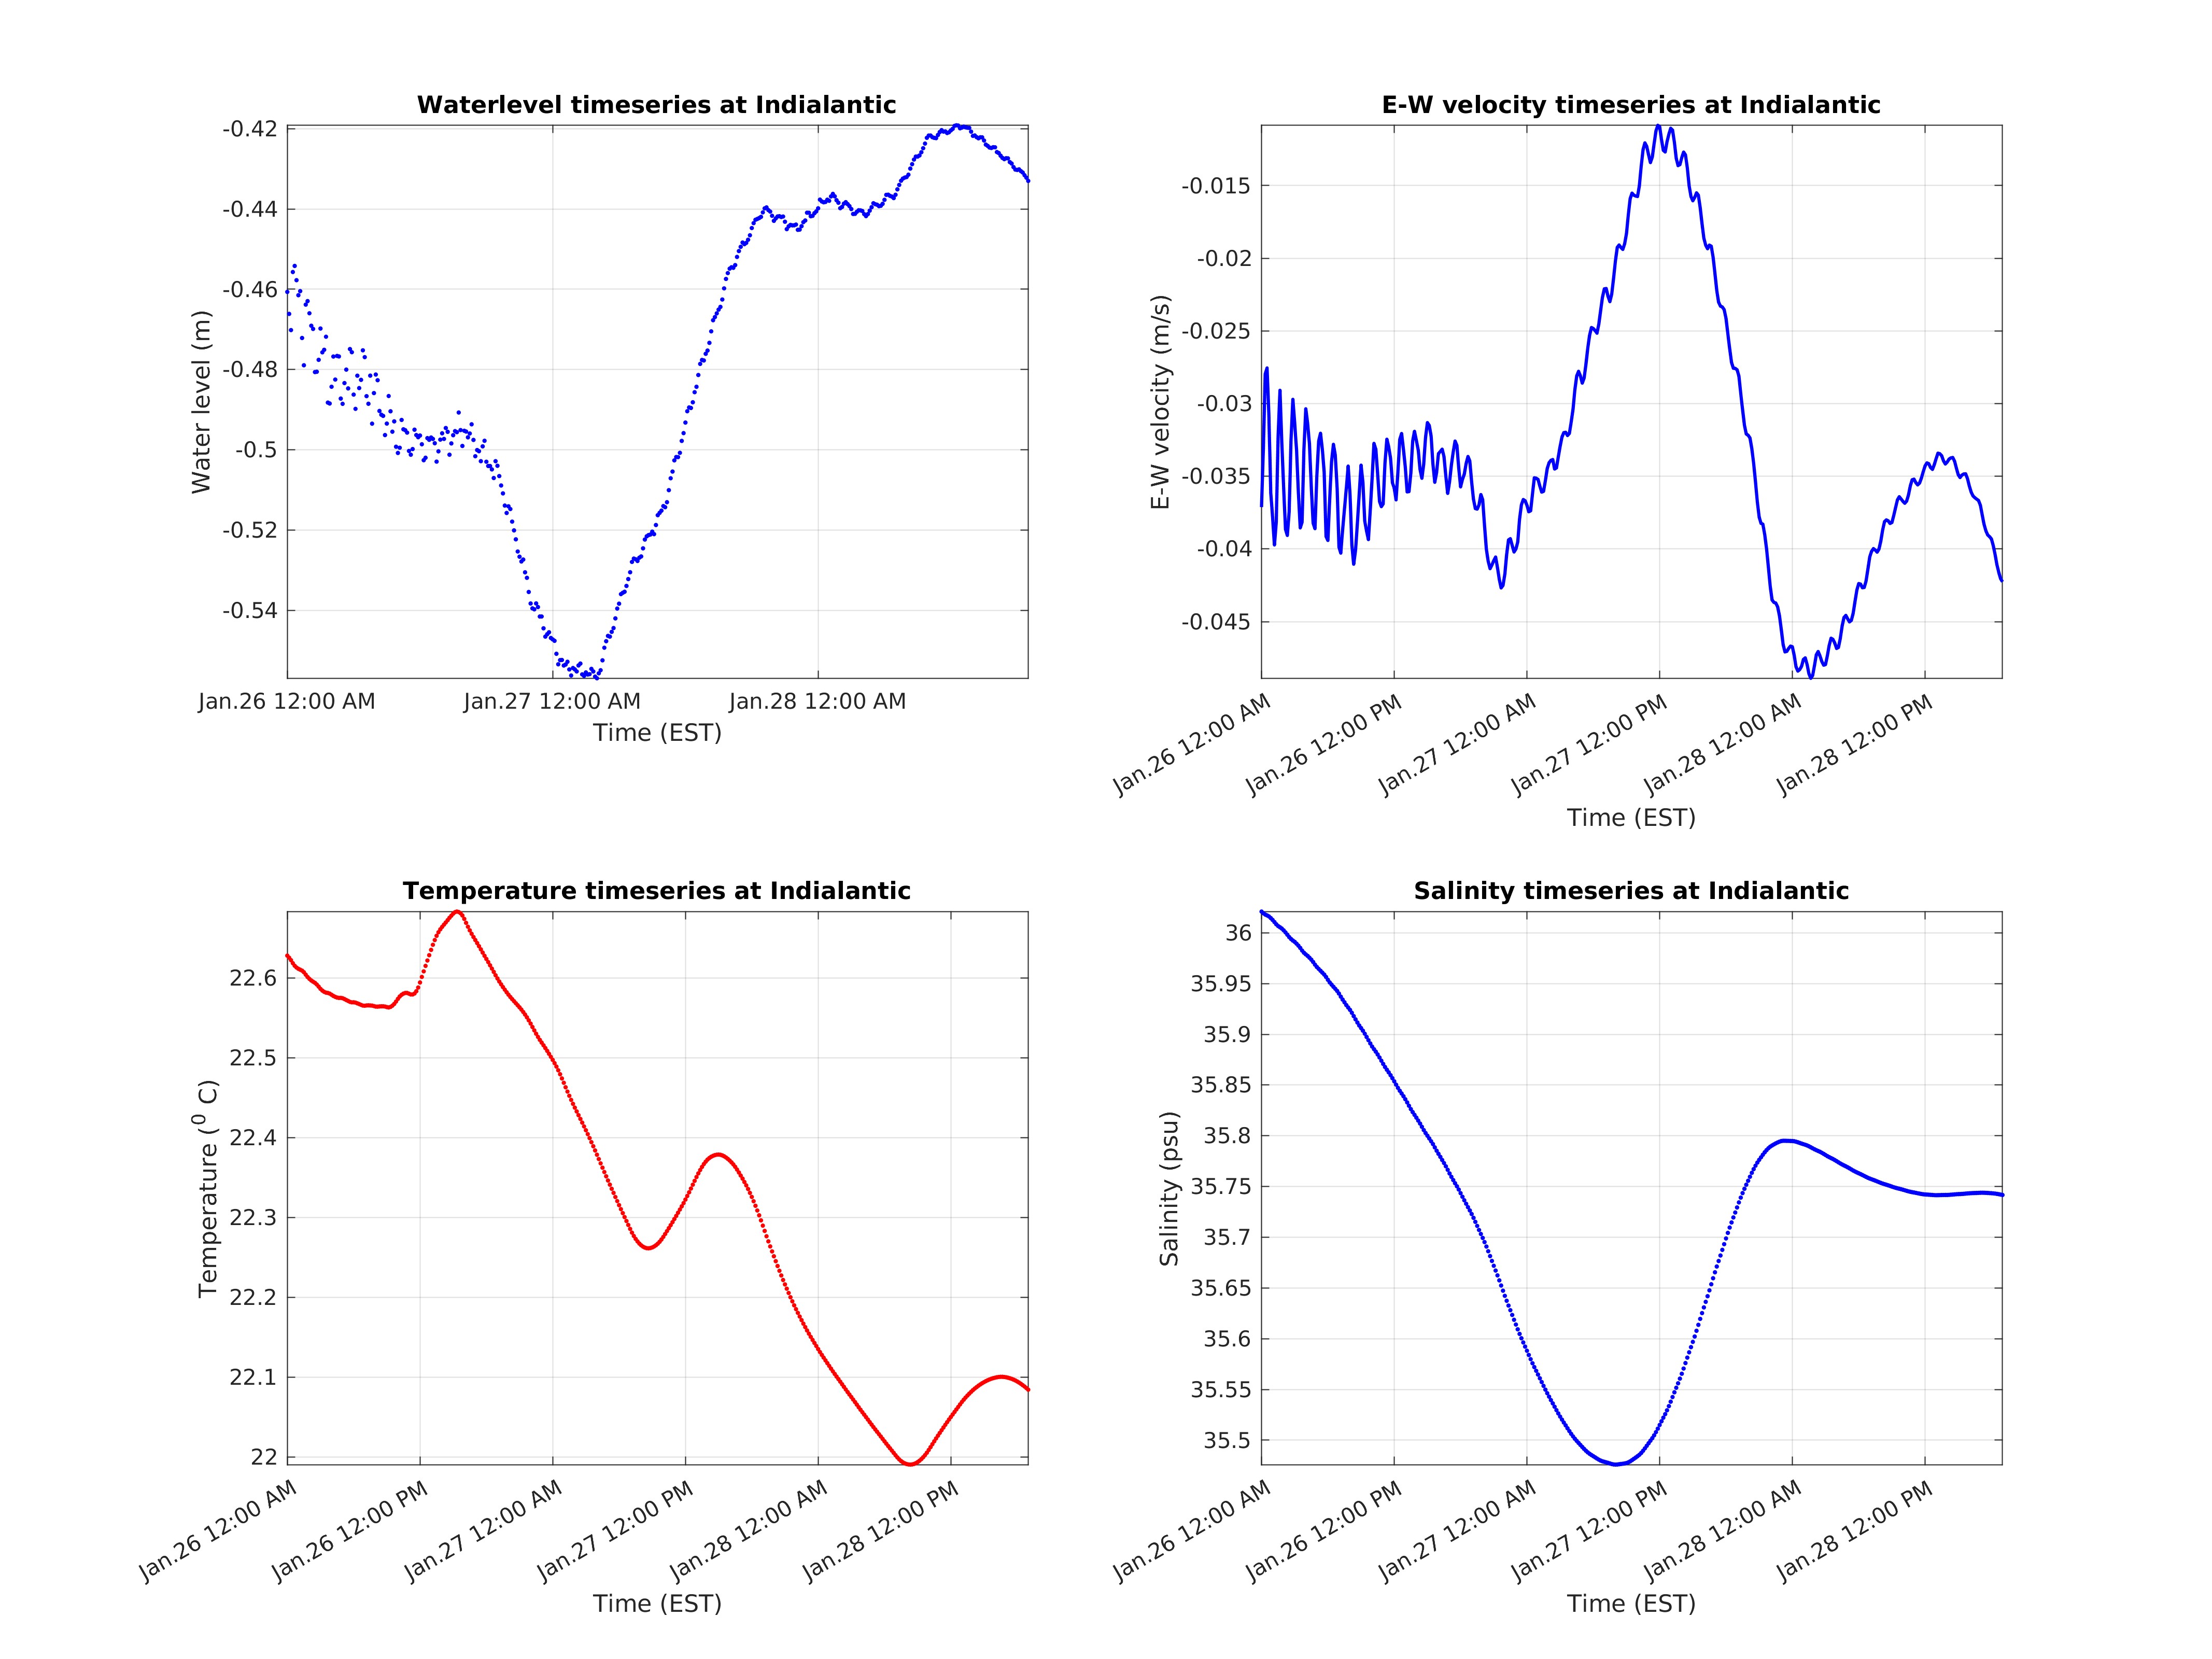 Waterlevel timeseries at Indialantic
-0.42
-0.44
-0.46
-0.48
-0.5
-0.52
-0.54
Water level (m)
Jan.26 12:00 AM
Jan.27 12:00 AM
Jan.28 12:00 AM
Time (EST)
E-W velocity timeseries at Indialantic
-0.015
-0.02
-0.025
-0.03
-0.035
-0.04
-0.045
E-W velocity (m/s)
Jan.26 12:00 AM
Jan.26 12:00 PM
Jan.27 12:00 AM
Jan.27 12:00 PM
Jan.28 12:00 AM
Jan.28 12:00 PM
Time (EST)
Temperature timeseries at Indialantic
22.6
22.5
22.4
22.3
22.2
22.1
22
Temperature (⁰ C)
Jan.26 12:00 AM
Jan.26 12:00 PM
Jan.27 12:00 AM
Jan.27 12:00 PM
Jan.28 12:00 AM
Jan.28 12:00 PM
Time (EST)
Salinity timeseries at Indialantic
36
35.95
35.9
35.85
35.8
35.75
35.7
35.65
35.6
35.55
35.5
Salinity (psu)
Jan.26 12:00 AM
Jan.26 12:00 PM
Jan.27 12:00 AM
Jan.27 12:00 PM
Jan.28 12:00 AM
Jan.28 12:00 PM
Time (EST)